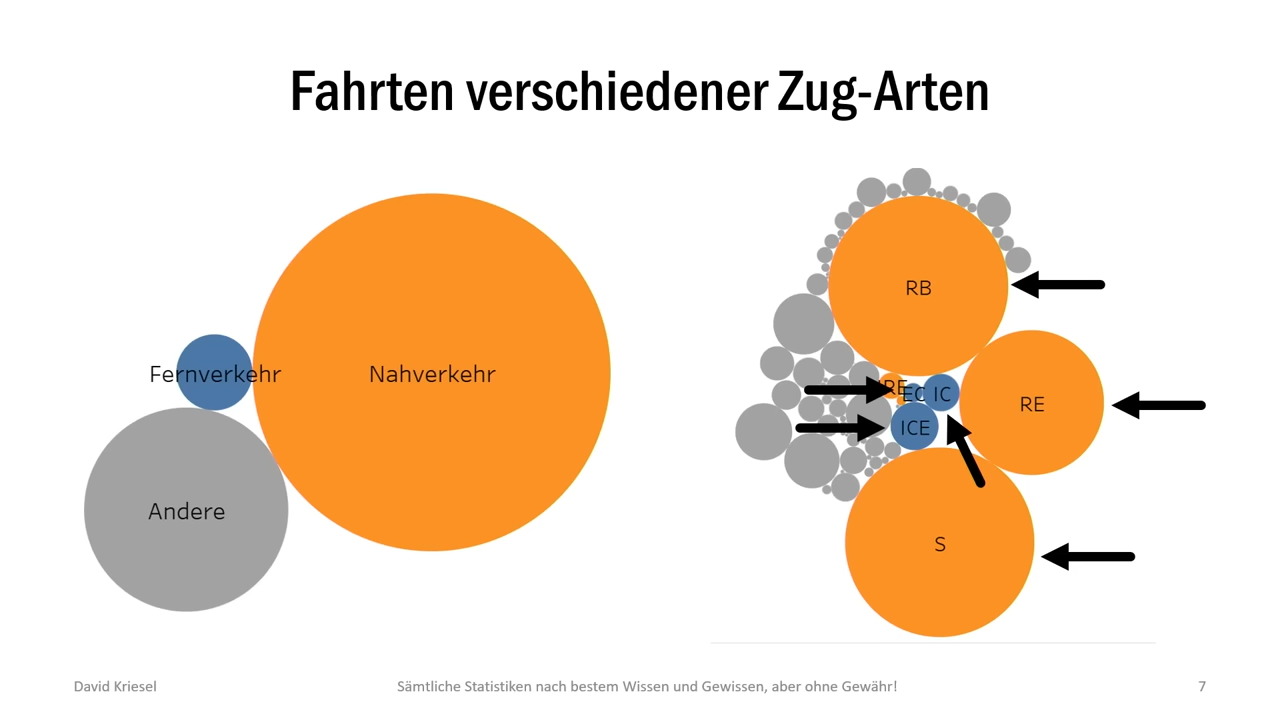 Fahrten verschiedener Zug-Arten
Fernverkehr
Nahverkehr
Andere
RB
RE
IRE
EC
IC
ICE
S
David Kriesel
Sämtliche Statistiken nach bestem Wissen und Gewissen, aber ohne Gewähr!
7